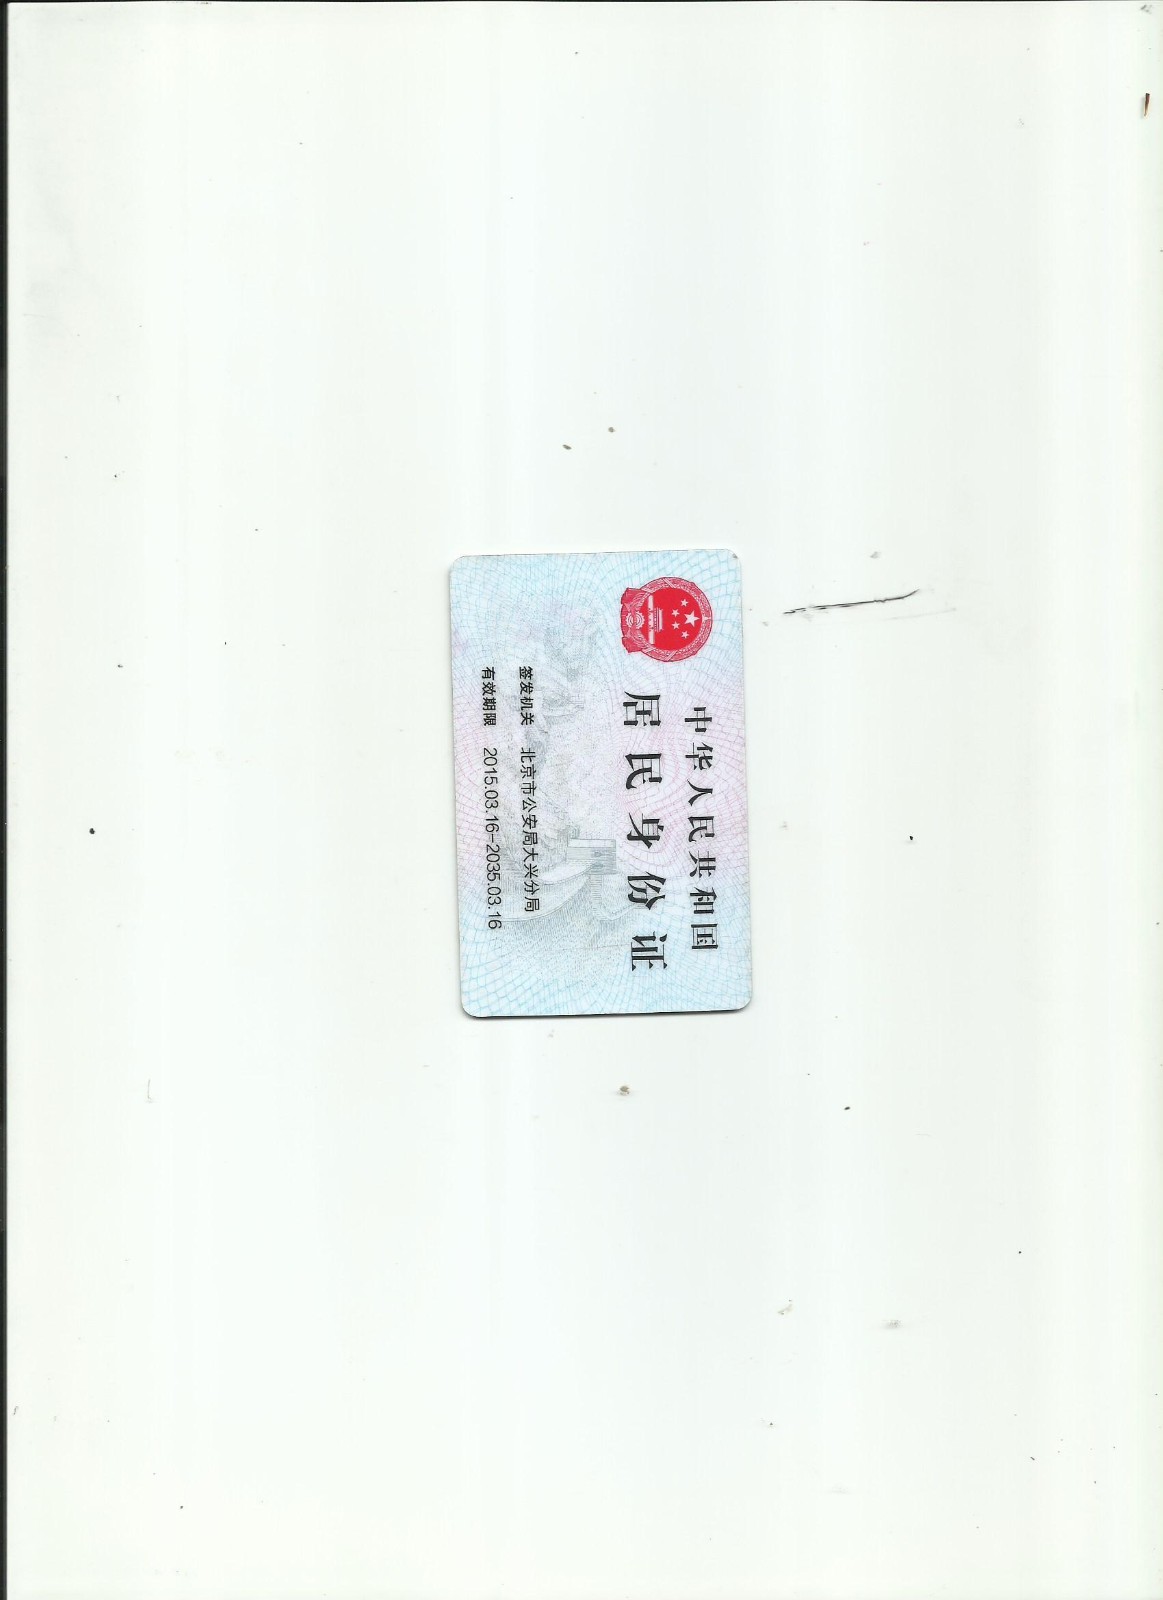 中华人民共和国
居民身份证
签发机关 北京市公安局大兴分局
有效期限 2015.03.16-2035.03.16